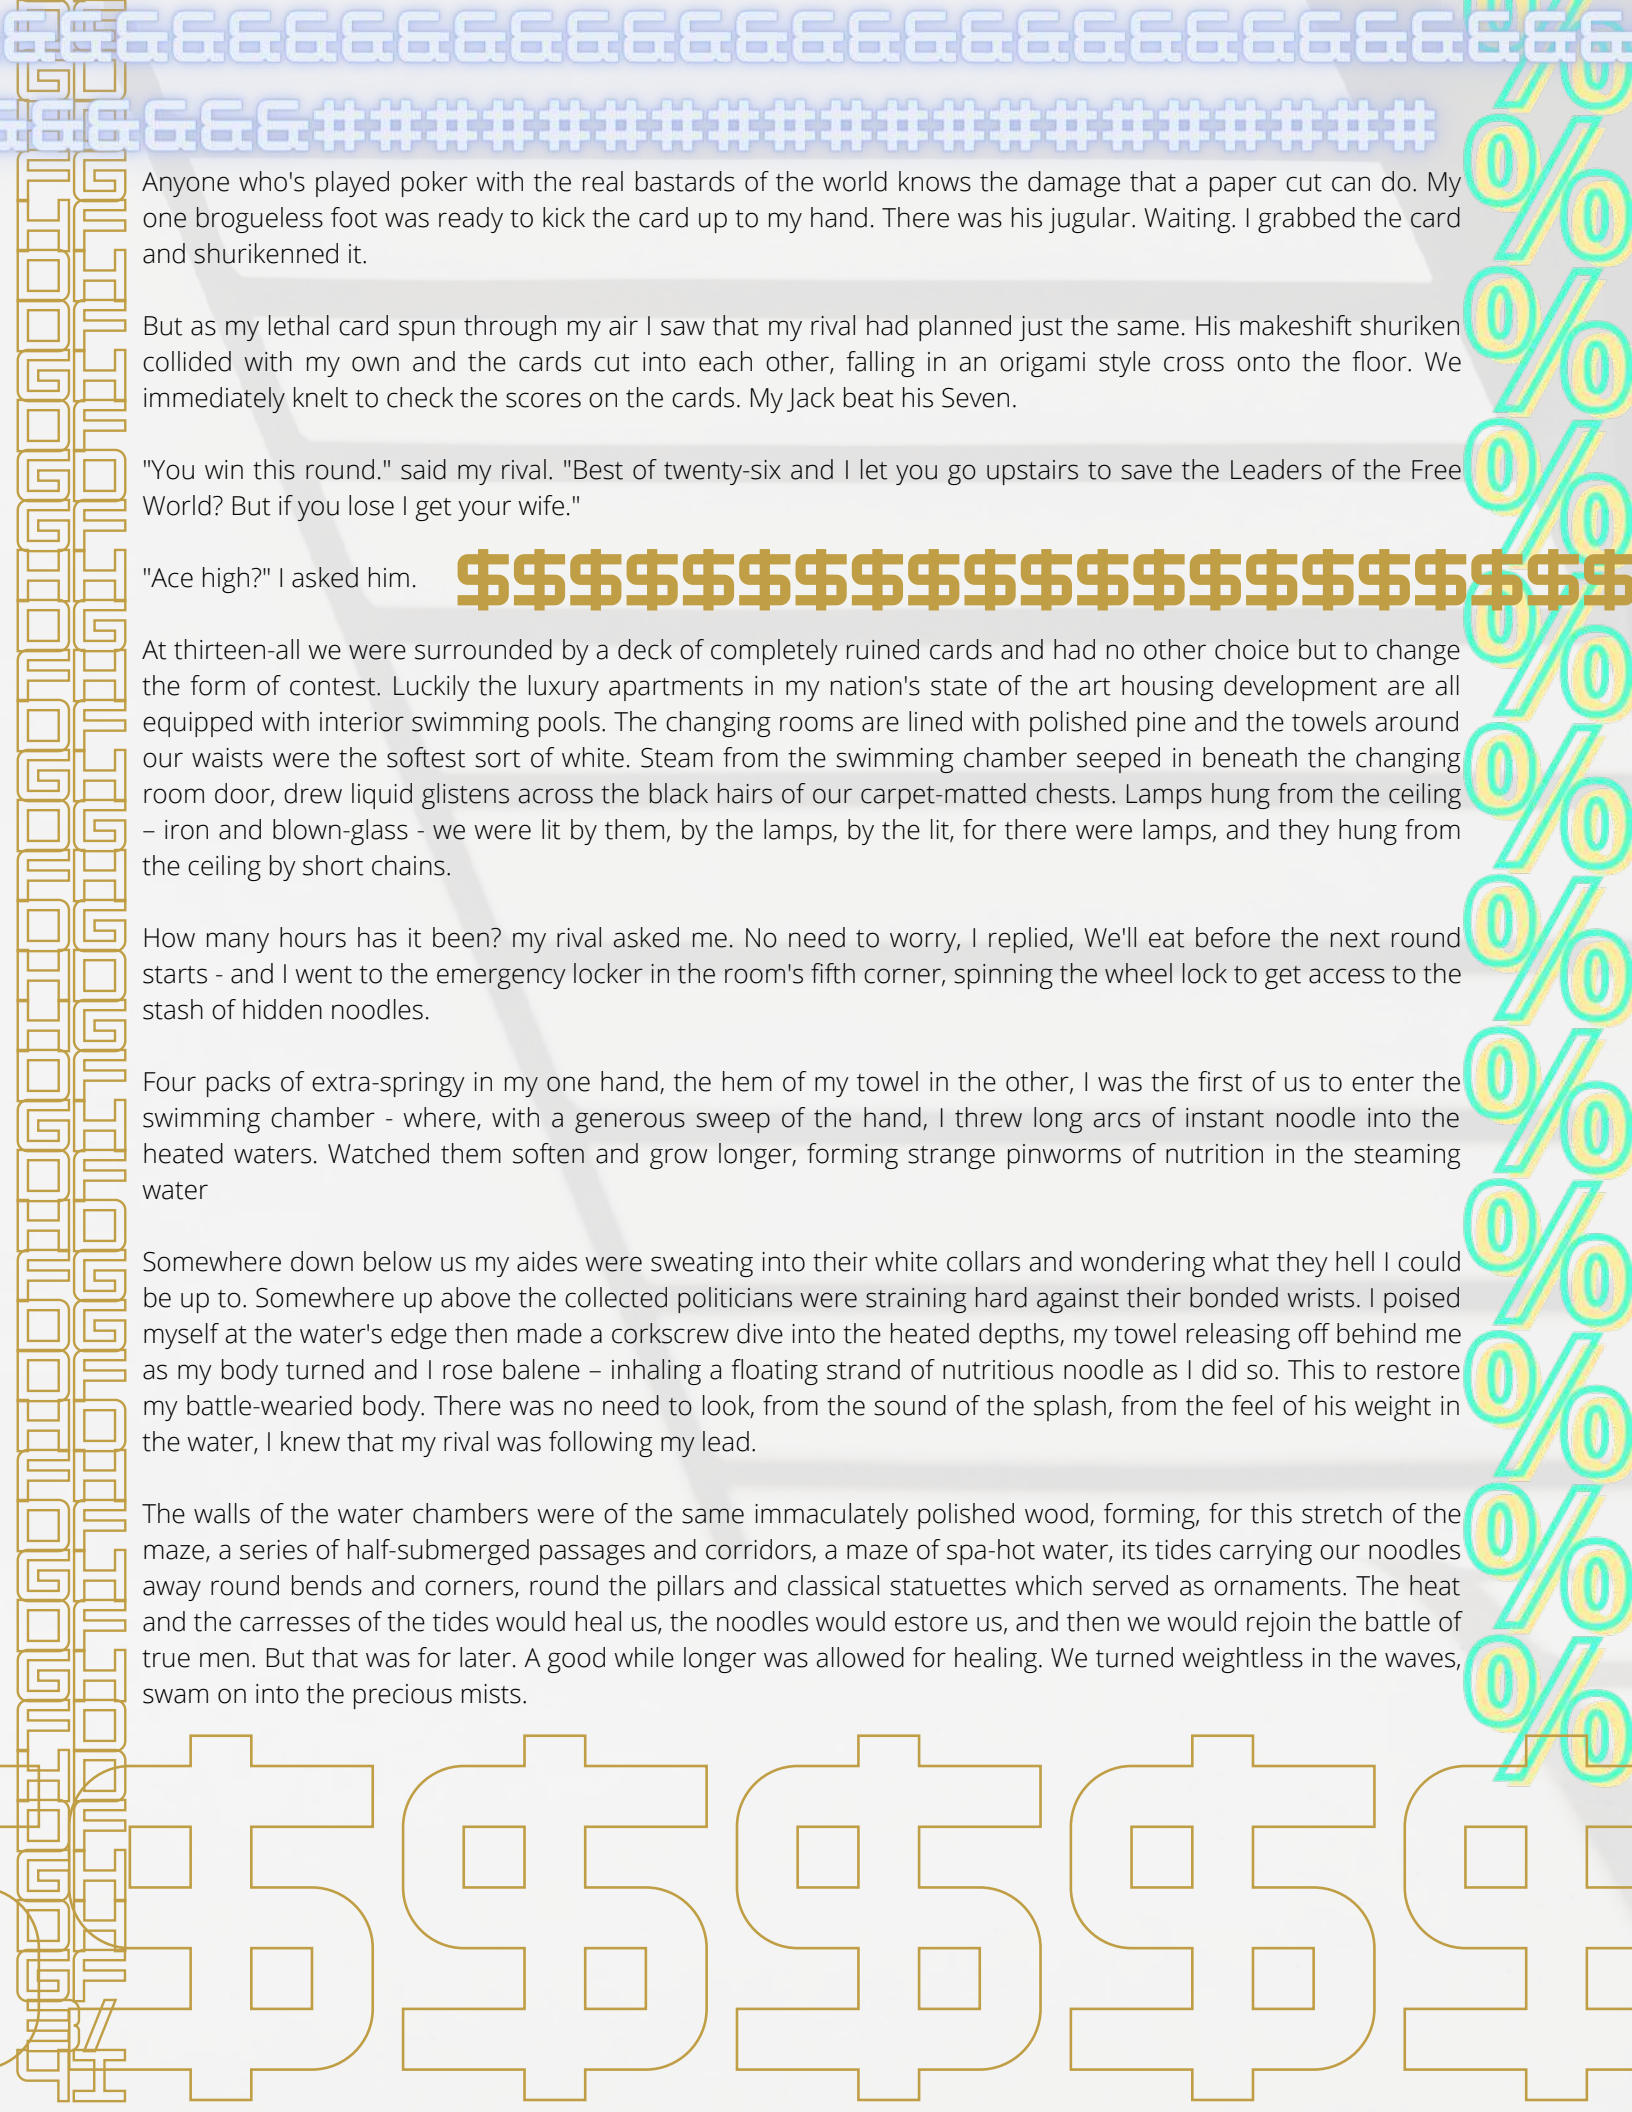 &&&&&&&&&&&&&&&&&&&&&&&&&&&&&
&&&&&&####################
Anyone who's played poker with the real bastards of the world knows the damage that a paper cut can do. My
one brogueless foot was ready to kick the card up to my hand. There was his jugular. Waiting. I grabbed the card
and shurikenned it.
But as my lethal card spun through my air I saw that my rival had planned just the same. His makeshift shuriken
collided with my own and the cards cut into each other, falling in an origami style cross onto the floor. We
immediately knelt to check the scores on the cards. My Jack beat his Seven.
"You win this round." said my rival. "Best of twenty-six and I let you go upstairs to save the Leaders of the Free
World? But if you lose I get your wife."
"Ace high?" I asked him. $$$$$$$$$$$$$$$$$$$$$
At thirteen-all we were surrounded by a deck of completely ruined cards and had no other choice but to change
the form of contest. Luckily the luxury apartments in my nation's state of the art housing development are all
equipped with interior swimming pools. The changing rooms are lined with polished pine and the towels around
our waists were the softest sort of white. Steam from the swimming chamber seeped in beneath the changing
room door, drew liquid glistens across the black hairs of our carpet-matted chests. Lamps hung from the ceiling
– iron and blown-glass - we were lit by them, by the lamps, by the lit, for there were lamps, and they hung from
the ceiling by short chains.
How many hours has it been? my rival asked me. No need to worry, I replied, We'll eat before the next round
starts - and I went to the emergency locker in the room's fifth corner, spinning the wheel lock to get access to the
stash of hidden noodles.
Four packs of extra-springy in my one hand, the hem of my towel in the other, I was the first of us to enter the
swimming chamber - where, with a generous sweep of the hand, I threw long arcs of instant noodle into the
heated waters. Watched them soften and grow longer, forming strange pinworms of nutrition in the steaming
water
Somewhere down below us my aides were sweating into their white collars and wondering what they hell I could
be up to. Somewhere up above the collected politicians were straining hard against their bonded wrists. I poised
myself at the water's edge then made a corkscrew dive into the heated depths, my towel releasing off behind me
as my body turned and I rose balene – inhaling a floating strand of nutritious noodle as I did so. This to restore
my battle-wearied body. There was no need to look, from the sound of the splash, from the feel of his weight in
the water, I knew that my rival was following my lead.
The walls of the water chambers were of the same immaculately polished wood, forming, for this stretch of the
maze, a series of half-submerged passages and corridors, a maze of spa-hot water, its tides carrying our noodles
away round bends and corners, round the pillars and classical statuettes which served as ornaments. The heat
and the carresses of the tides would heal us, the noodles would estore us, and then we would rejoin the battle of
true men. But that was for later. A good while longer was allowed for healing. We turned weightless in the waves,
swam on into the precious mists.
$$$$$
%
%
%
%
%
%
%
%
%
%
%
%